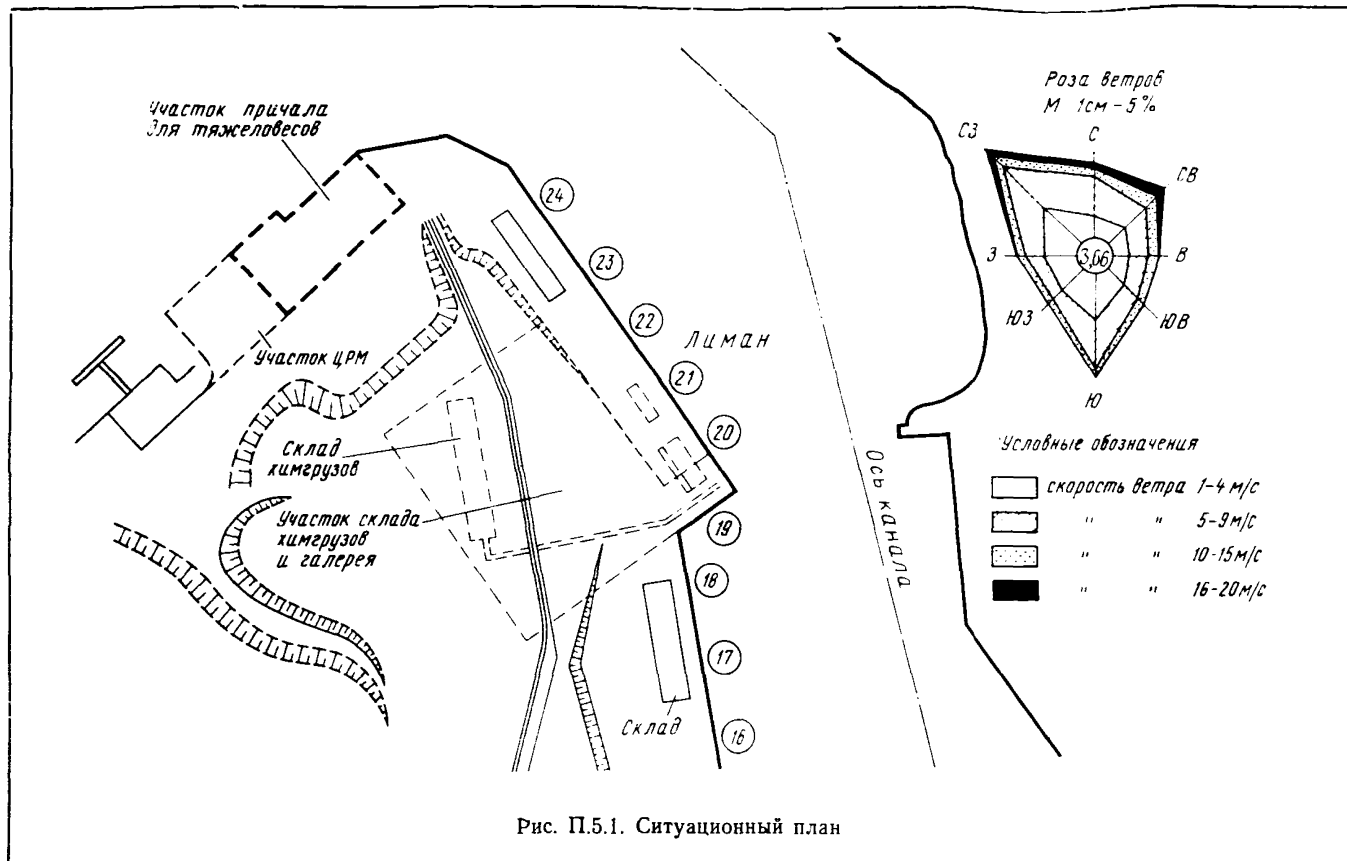 Участок причала
для тяжеловесов
Участок ЦРМ
Склад
химгрузов
Участок склада
химгрузов
и галерея
24
23
22
Лиман
21
20
19
18
17
16
Склад
Ось канала
Роза ветров
М 1см-5%
С
СЗ
СВ
З
3,66
В
ЮЗ
ЮВ
Ю
Условные обозначения
скорость ветра 1-4 м/с
" " 5-9 м/с
" " 10-15 м/с
" " 16-20 м/с
Рис. П.5.1. Ситуационный план